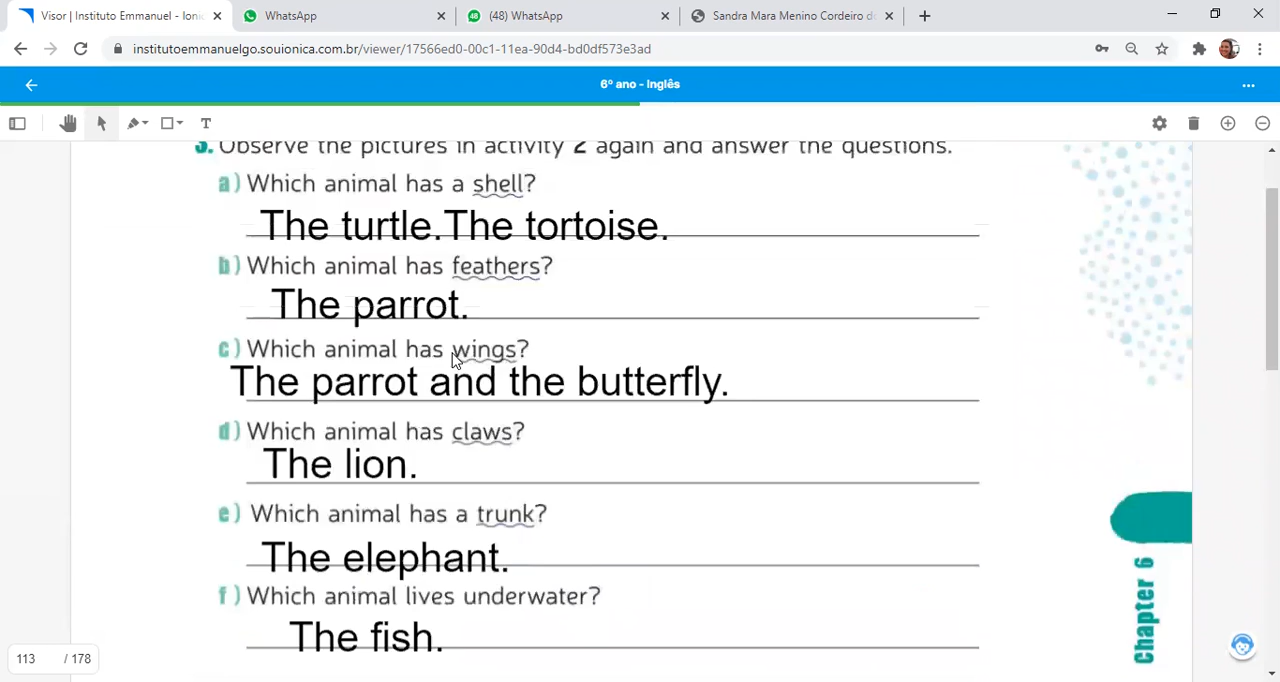 Visor | Instituto Emmanuel - Ionic
WhatsApp
(48) WhatsApp
Sandra Mara Menino Cordeiro do
institutoemmanuelgo.souionica.com.br/viewer/17566ed0-00c1-11ea-90d4-bd0df573e3ad
6º ano - Inglês
T
3. Observe the pictures in activity 2 again and answer the questions.
a) Which animal has a shell?
The turtle.The tortoise.
b) Which animal has feathers?
The parrot.
c) Which animal has wings?
The parrot and the butterfly.
d) Which animal has claws?
The lion.
e) Which animal has a trunk?
The elephant.
f) Which animal lives underwater?
The fish.
Chapter 6
113 / 178